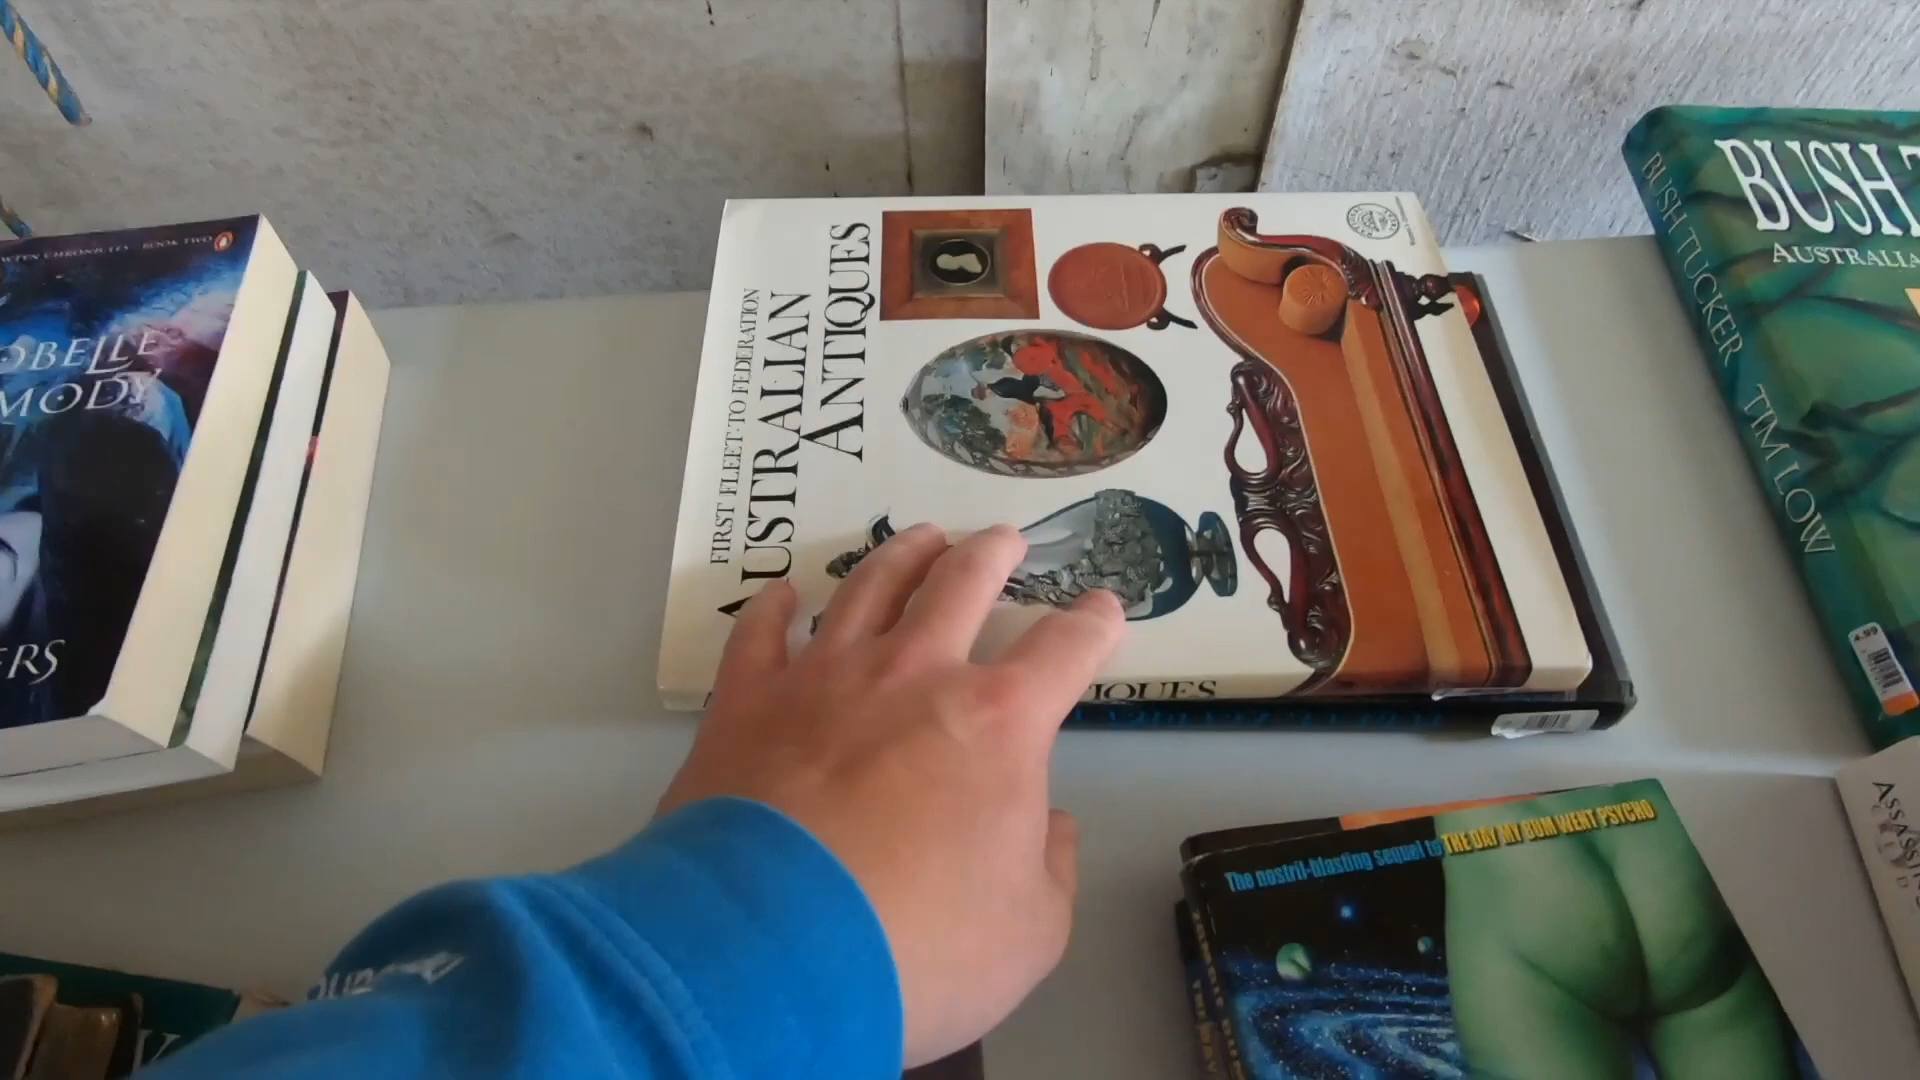 BOOK TWO
OBELLE
MODY
ERS
FIRST FLEET TO FEDERATION
AUSTRALIAN
ANTIQUES
TIQUES
BUSH T
AUSTRALIA
BUSH TUCKER TIM LOW
4.99
The nostril-blasting sequel to THE DAY MY BUM WENT PSYCHO
ASSASSI